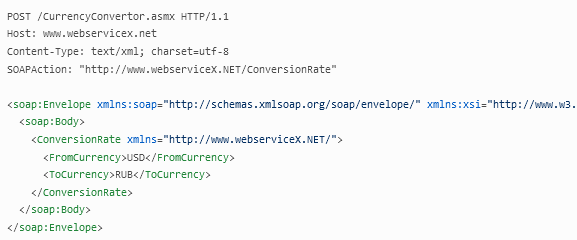 POST /CurrencyConvertor.asmx HTTP/1.1
Host: www.webservicex.net
Content-Type: text/xml; charset=utf-8
SOAPAction: "http://www.webserviceX.NET/ConversionRate"

<soap:Envelope xmlns:soap="http://schemas.xmlsoap.org/soap/envelope/" xmlns:xsi="http://www.w3.
  <soap:Body>
    <ConversionRate xmlns="http://www.webserviceX.NET/">
      <FromCurrency>USD</FromCurrency>
      <ToCurrency>RUB</ToCurrency>
    </ConversionRate>
  </soap:Body>
</soap:Envelope>